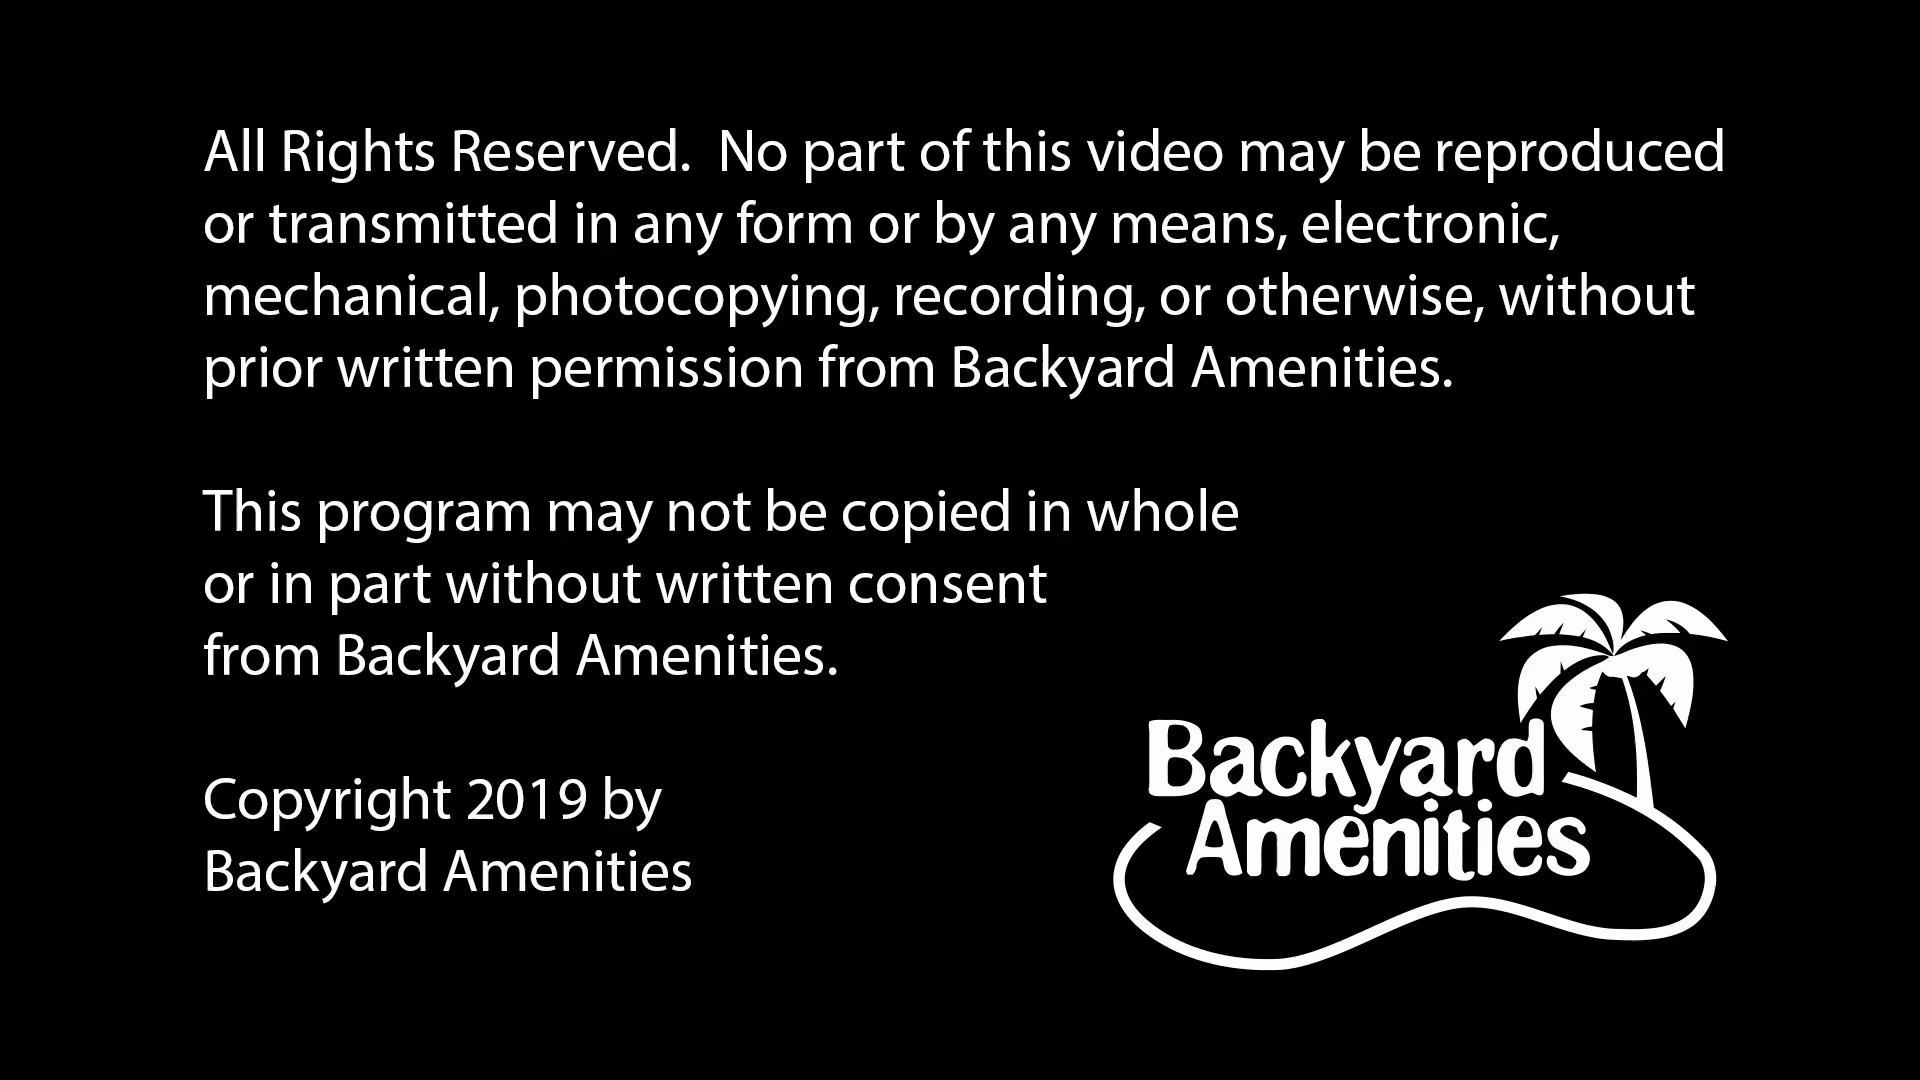 All Rights Reserved.  No part of this video may be reproduced
or transmitted in any form or by any means, electronic,
mechanical, photocopying, recording, or otherwise, without
prior written permission from Backyard Amenities.
This program may not be copied in whole
or in part without written consent
from Backyard Amenities.
Copyright 2019 by
Backyard Amenities
Backyard
Amenities